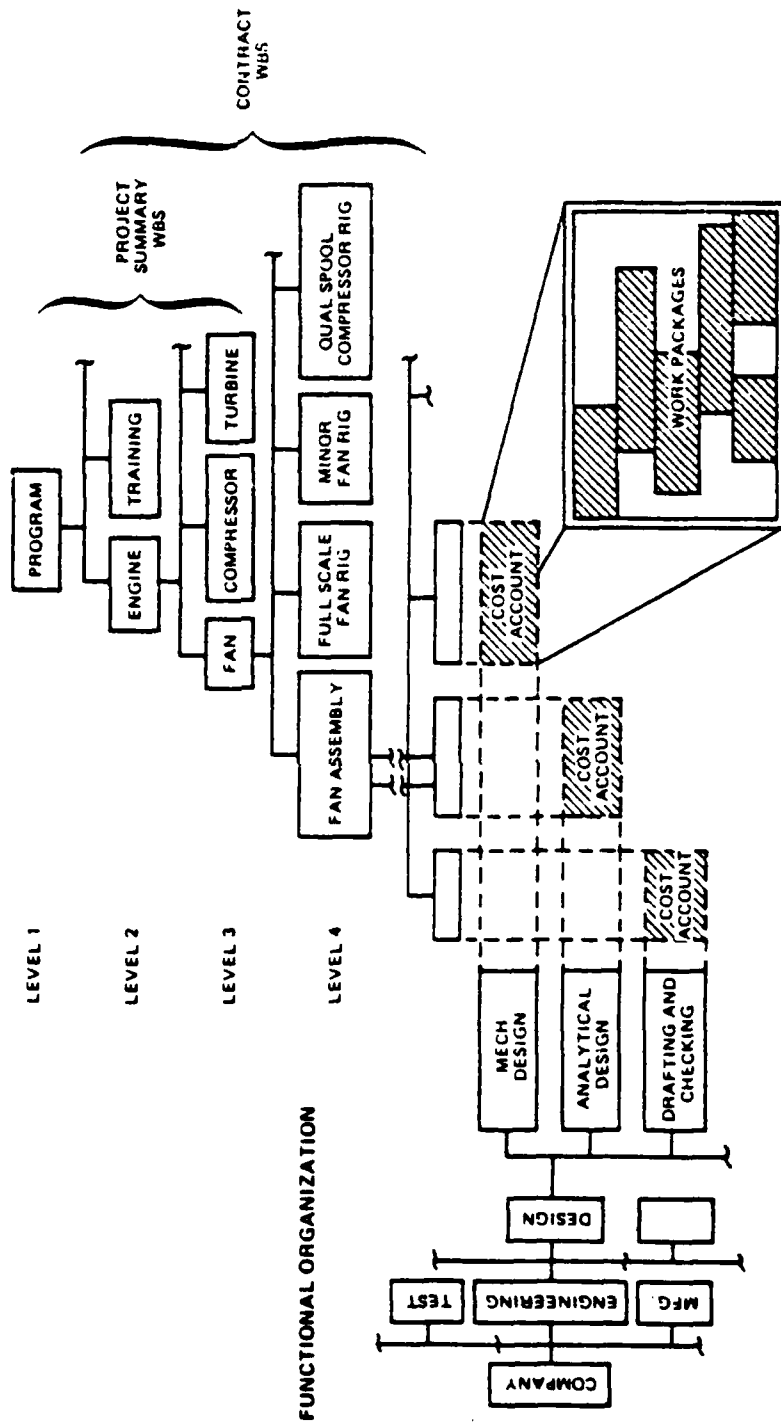 LEVEL 1
PROGRAM
PROJECT
SUMMARY
WBS
CONTRACT
WBS
LEVEL 2
ENGINE
TRAINING
LEVEL 3
FAN
COMPRESSOR
TURBINE
LEVEL 4
FAN ASSEMBLY
FULL SCALE
FAN RIG
MINOR
FAN RIG
QUAL SPOOL
COMPRESSOR RIG
FUNCTIONAL ORGANIZATION
COMPANY
TEST
ENGINEERING
MFG.
DESIGN
MECH
DESIGN
COST
ACCOUNT
ANALYTICAL
DESIGN
COST
ACCOUNT
DRAFTING AND
CHECKING
COST
ACCOUNT
WORK PACKAGES